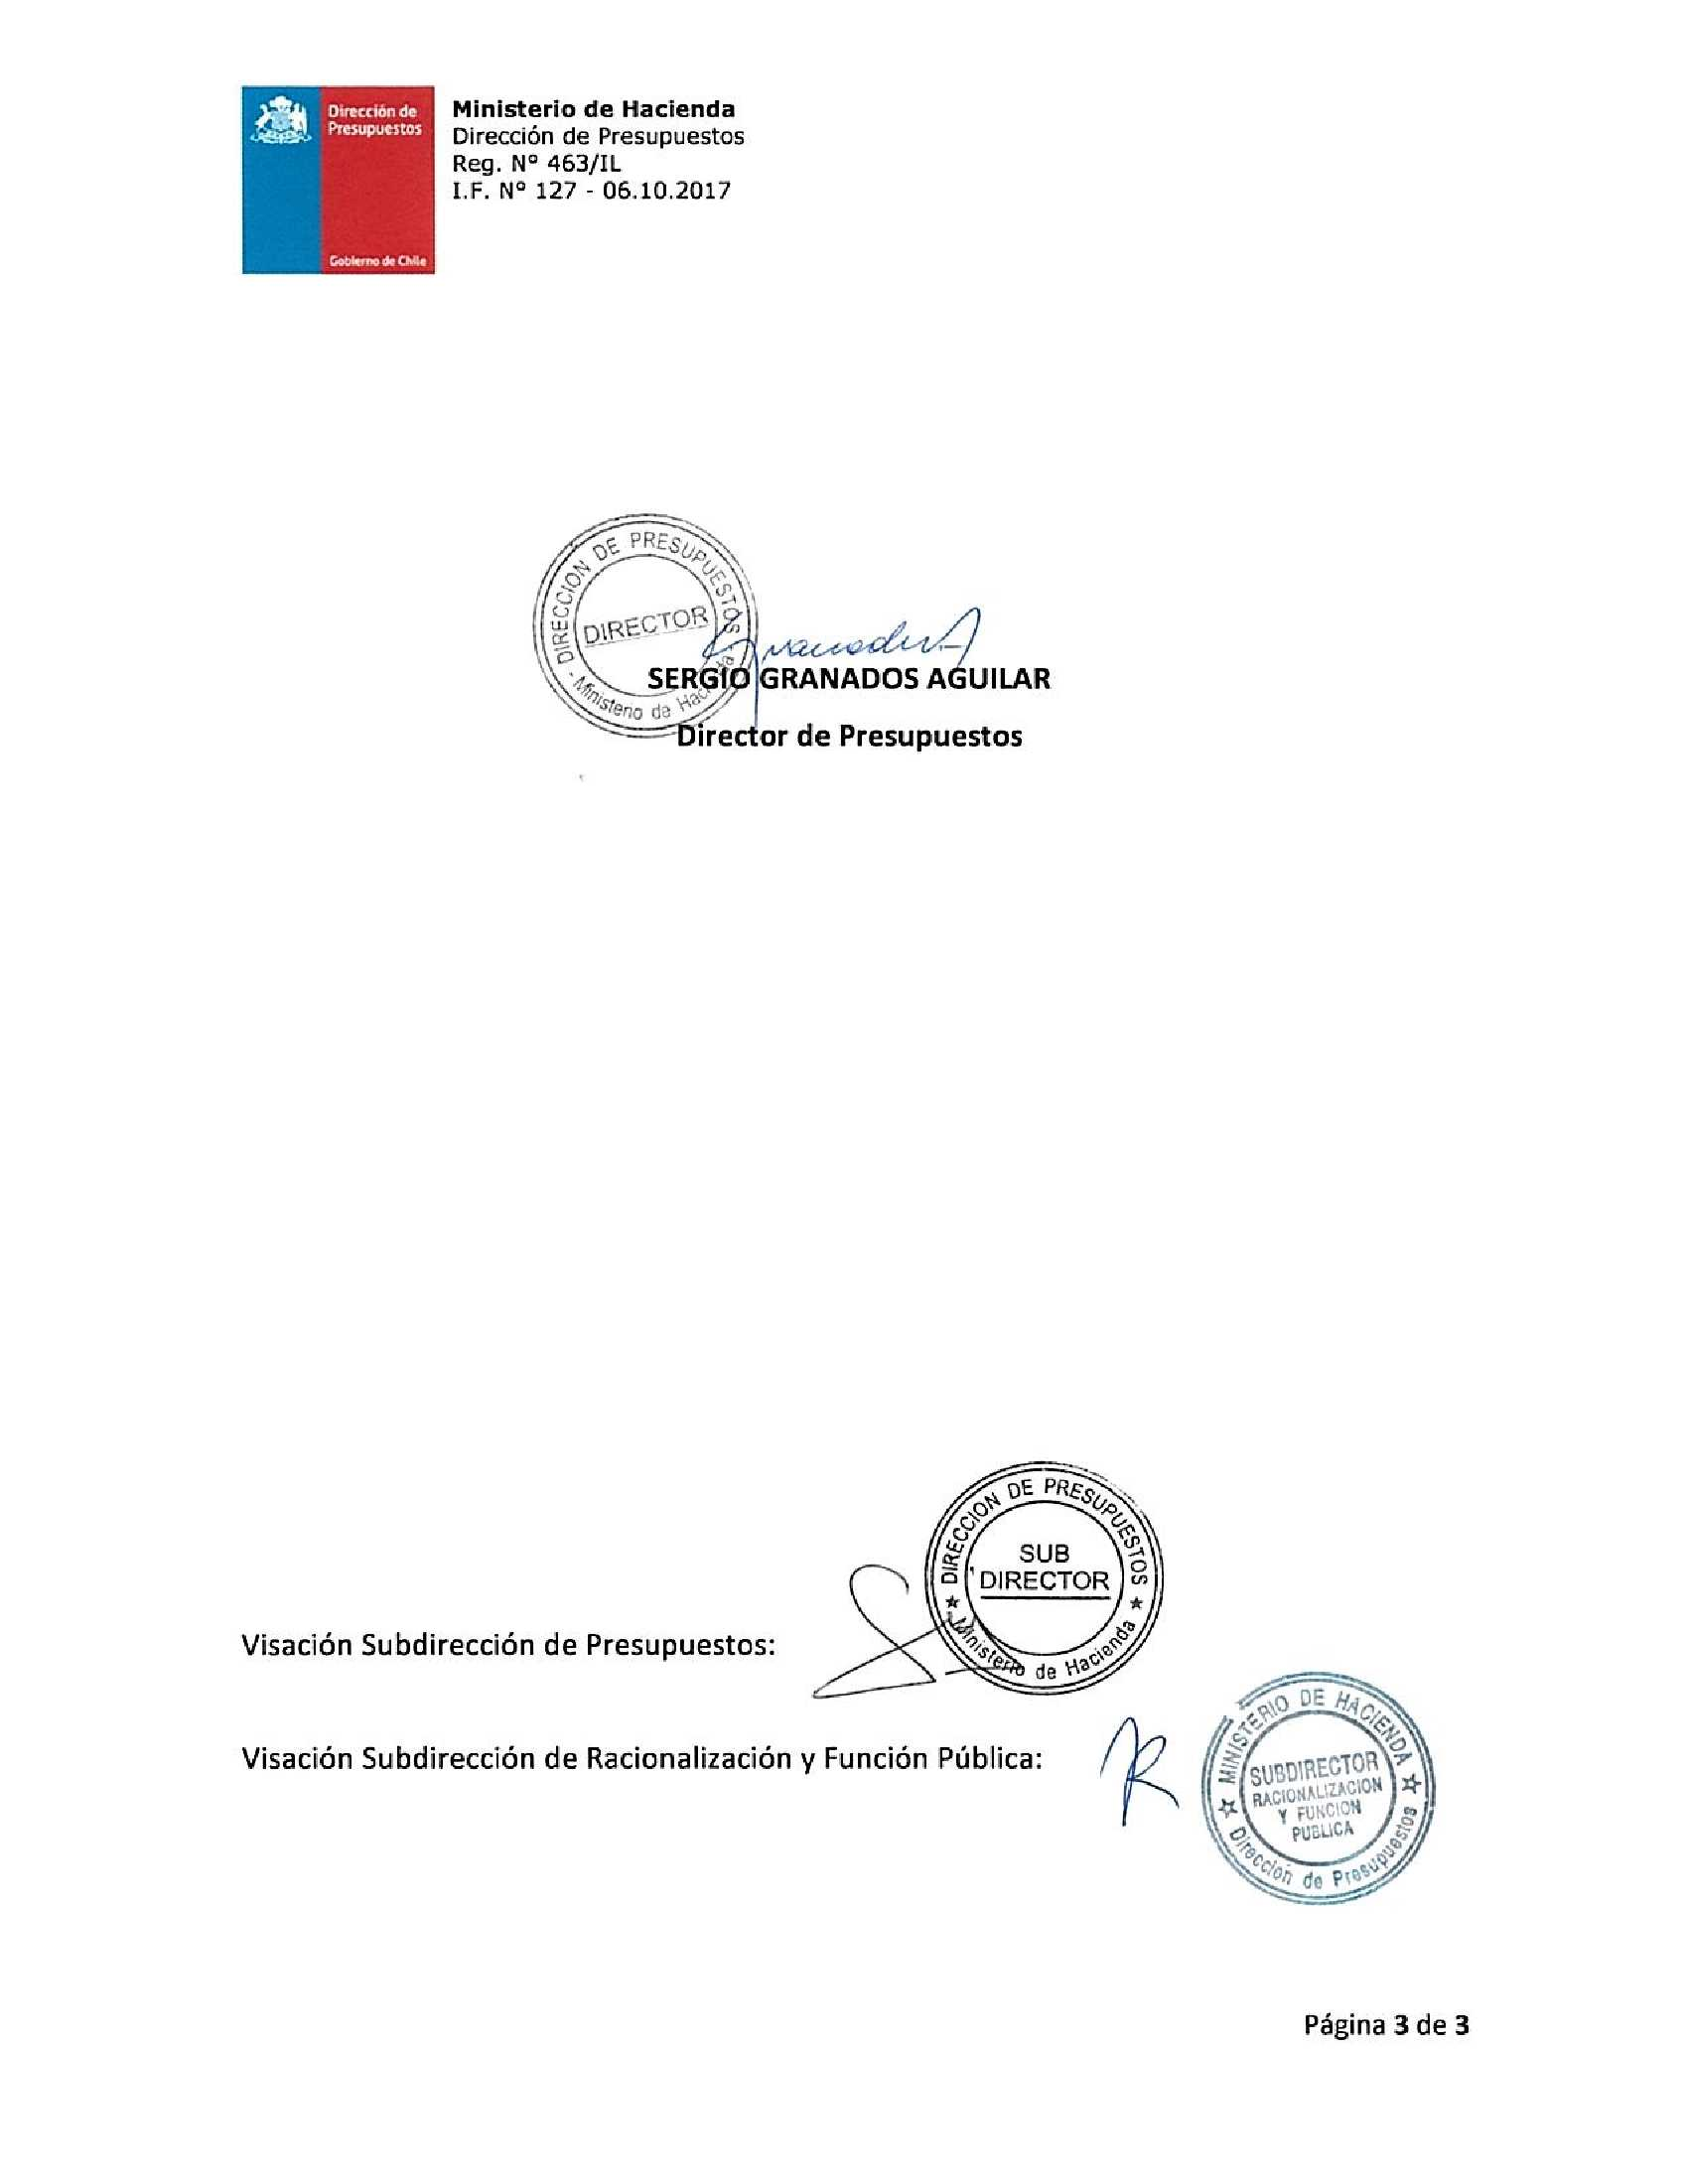 Dirección de
Presupuestos
Gobierno de Chile
Ministerio de Hacienda
Dirección de Presupuestos
Reg. Nº 463/IL
I.F. Nº 127 - 06.10.2017
DIRECCION DE PRESUPUESTOS
DIRECTOR
Ministerio de Hacienda
SERGIO GRANADOS AGUILAR
Director de Presupuestos
DIRECCION DE PRESUPUESTOS
SUB
DIRECTOR
Ministerio de Hacienda
Visación Subdirección de Presupuestos:
Visación Subdirección de Racionalización y Función Pública:
MINISTERIO DE HACIENDA
SUBDIRECTOR
RACIONALIZACION
Y FUNCION
PUBLICA
Dirección de Presupuestos
Página 3 de 3